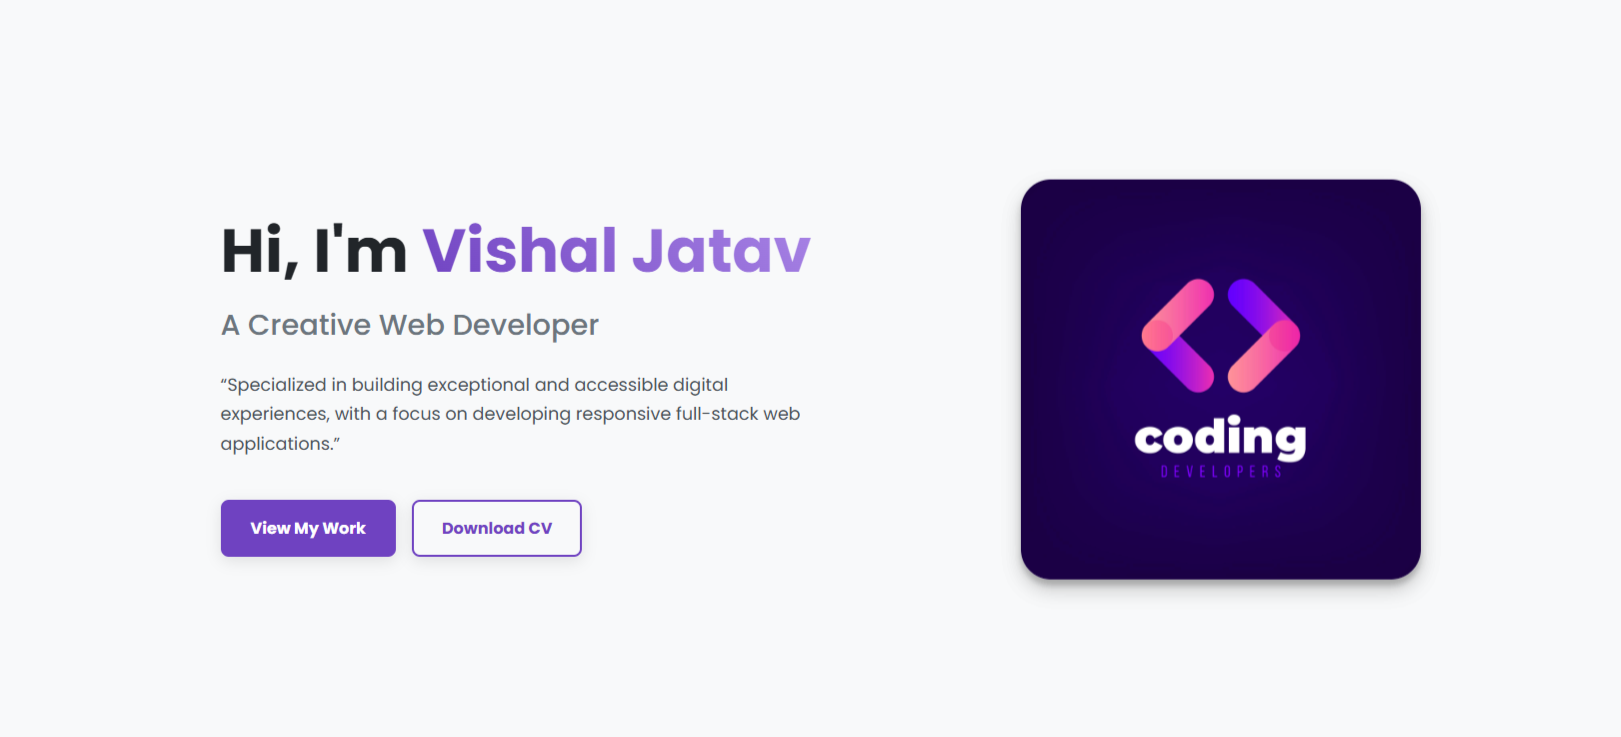 Hi, I'm Vishal Jatav
A Creative Web Developer
“Specialized in building exceptional and accessible digital
experiences, with a focus on developing responsive full-stack web
applications.”
View My Work
Download CV
coding
DEVELOPERS